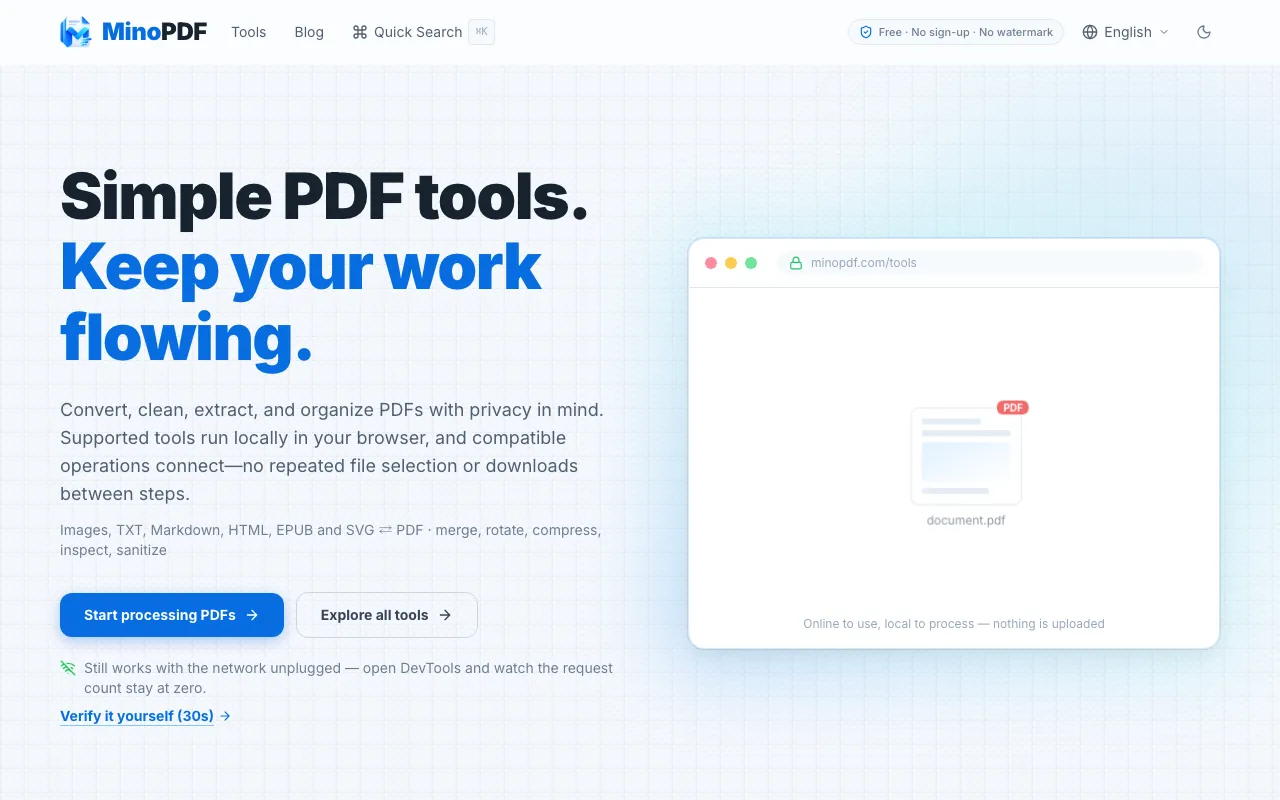 MinoPDF
Tools
Blog
Quick Search ⌘K
Free · No sign-up · No watermark
English
Simple PDF tools.
Keep your work
flowing.
Convert, clean, extract, and organize PDFs with privacy in mind.
Supported tools run locally in your browser, and compatible
operations connect—no repeated file selection or downloads
between steps.
Images, TXT, Markdown, HTML, EPUB and SVG ⇄ PDF · merge, rotate, compress,
inspect, sanitize
Start processing PDFs →
Explore all tools →
Still works with the network unplugged — open DevTools and watch the request
count stay at zero.
Verify it yourself (30s) →
minopdf.com/tools
PDF
document.pdf
Online to use, local to process — nothing is uploaded